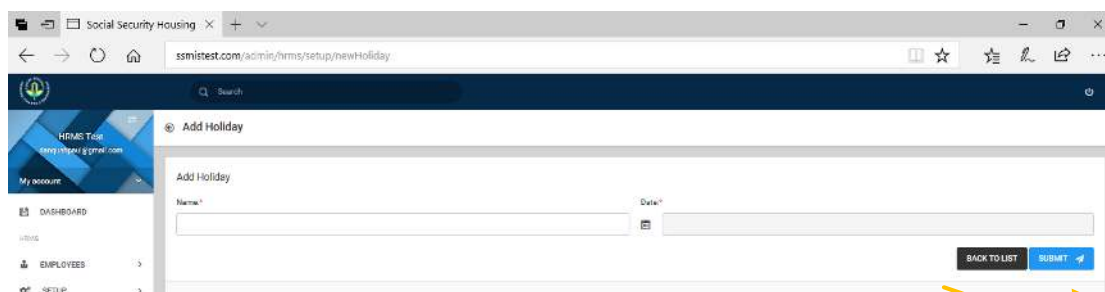 Social Security Housing
ssmistest.com/admin/hrms/setup/newHoliday
Search
HRMS Test
Add Holiday
My account
Add Holiday
Name:*
Date:*
DASHBOARD
HRMS
BACK TO LIST
SUBMIT
EMPLOYEES
SETUP